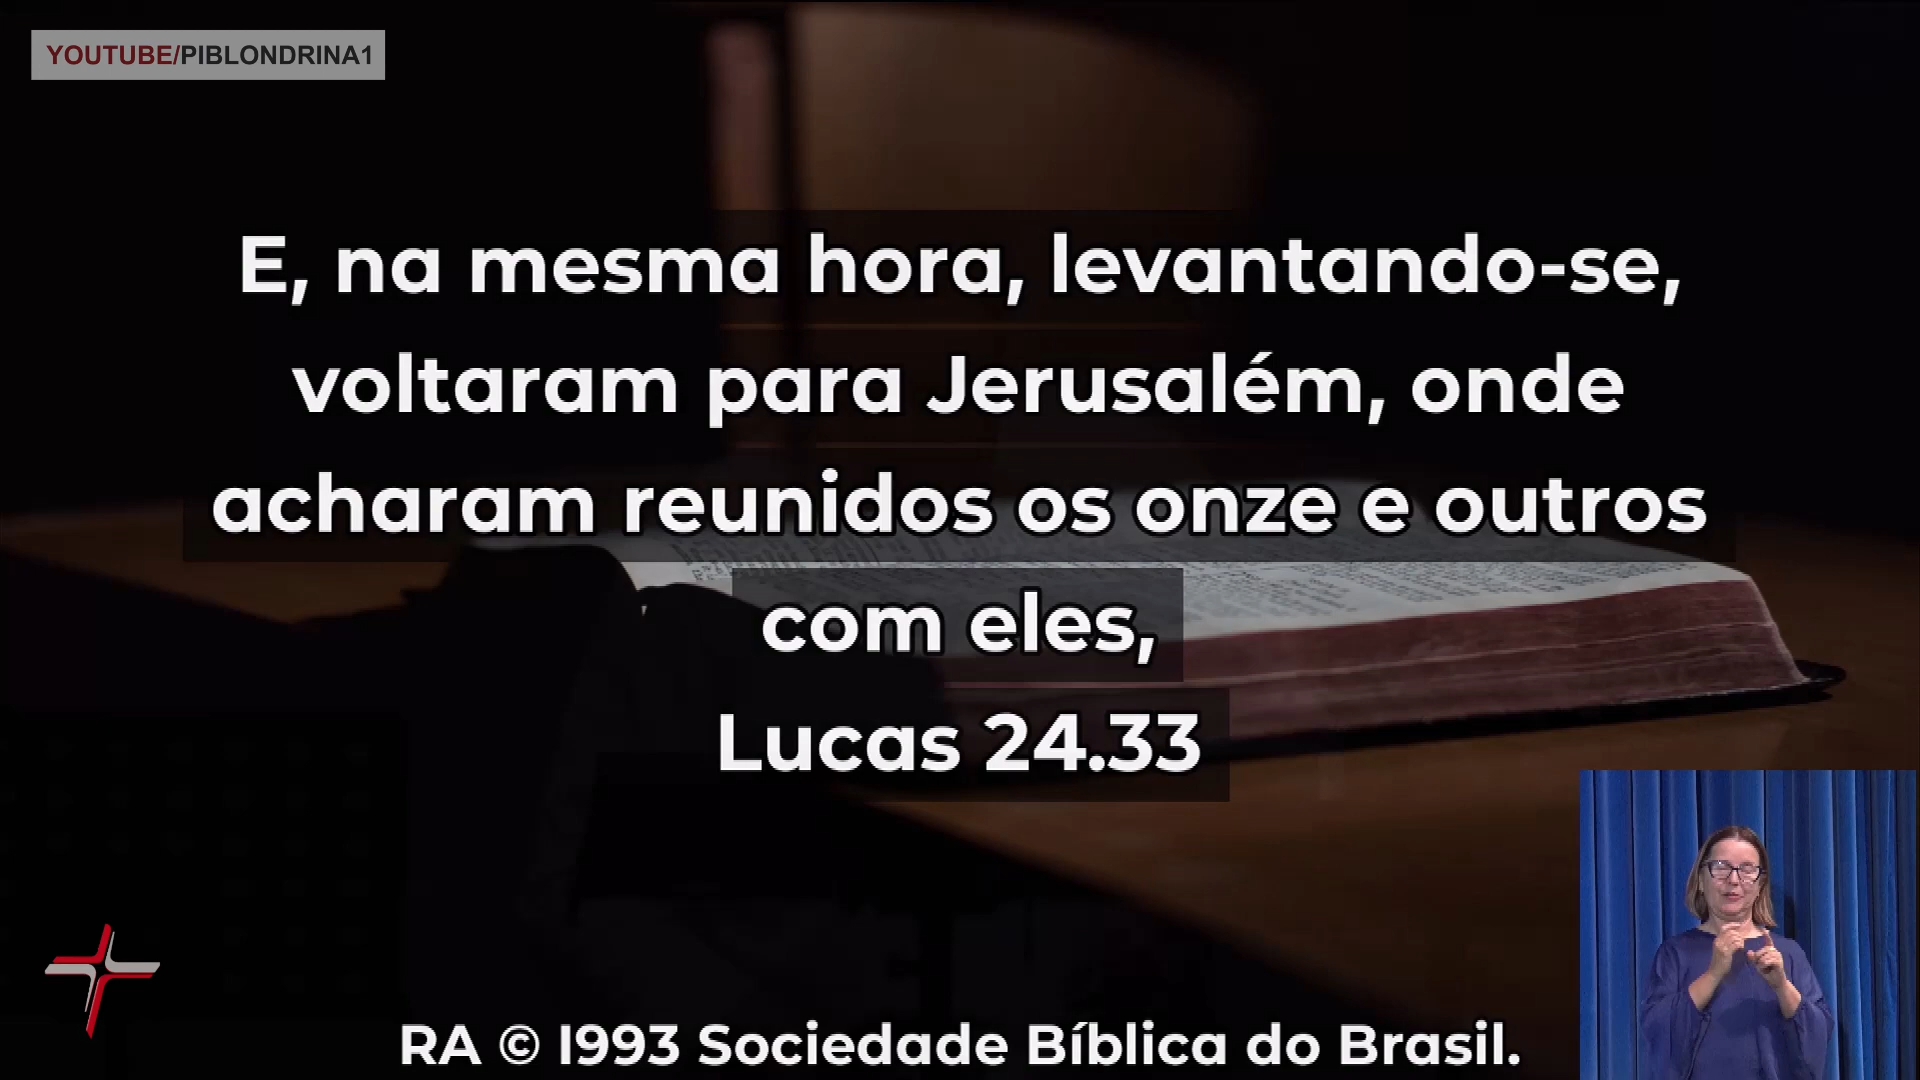 YOUTUBE/PIBLONDRINA1
E, na mesma hora, levantando-se,
voltaram para Jerusalém, onde
acharam reunidos os onze e outros
com eles,
Lucas 24.33
RA © 1993 Sociedade Bíblica do Brasil.